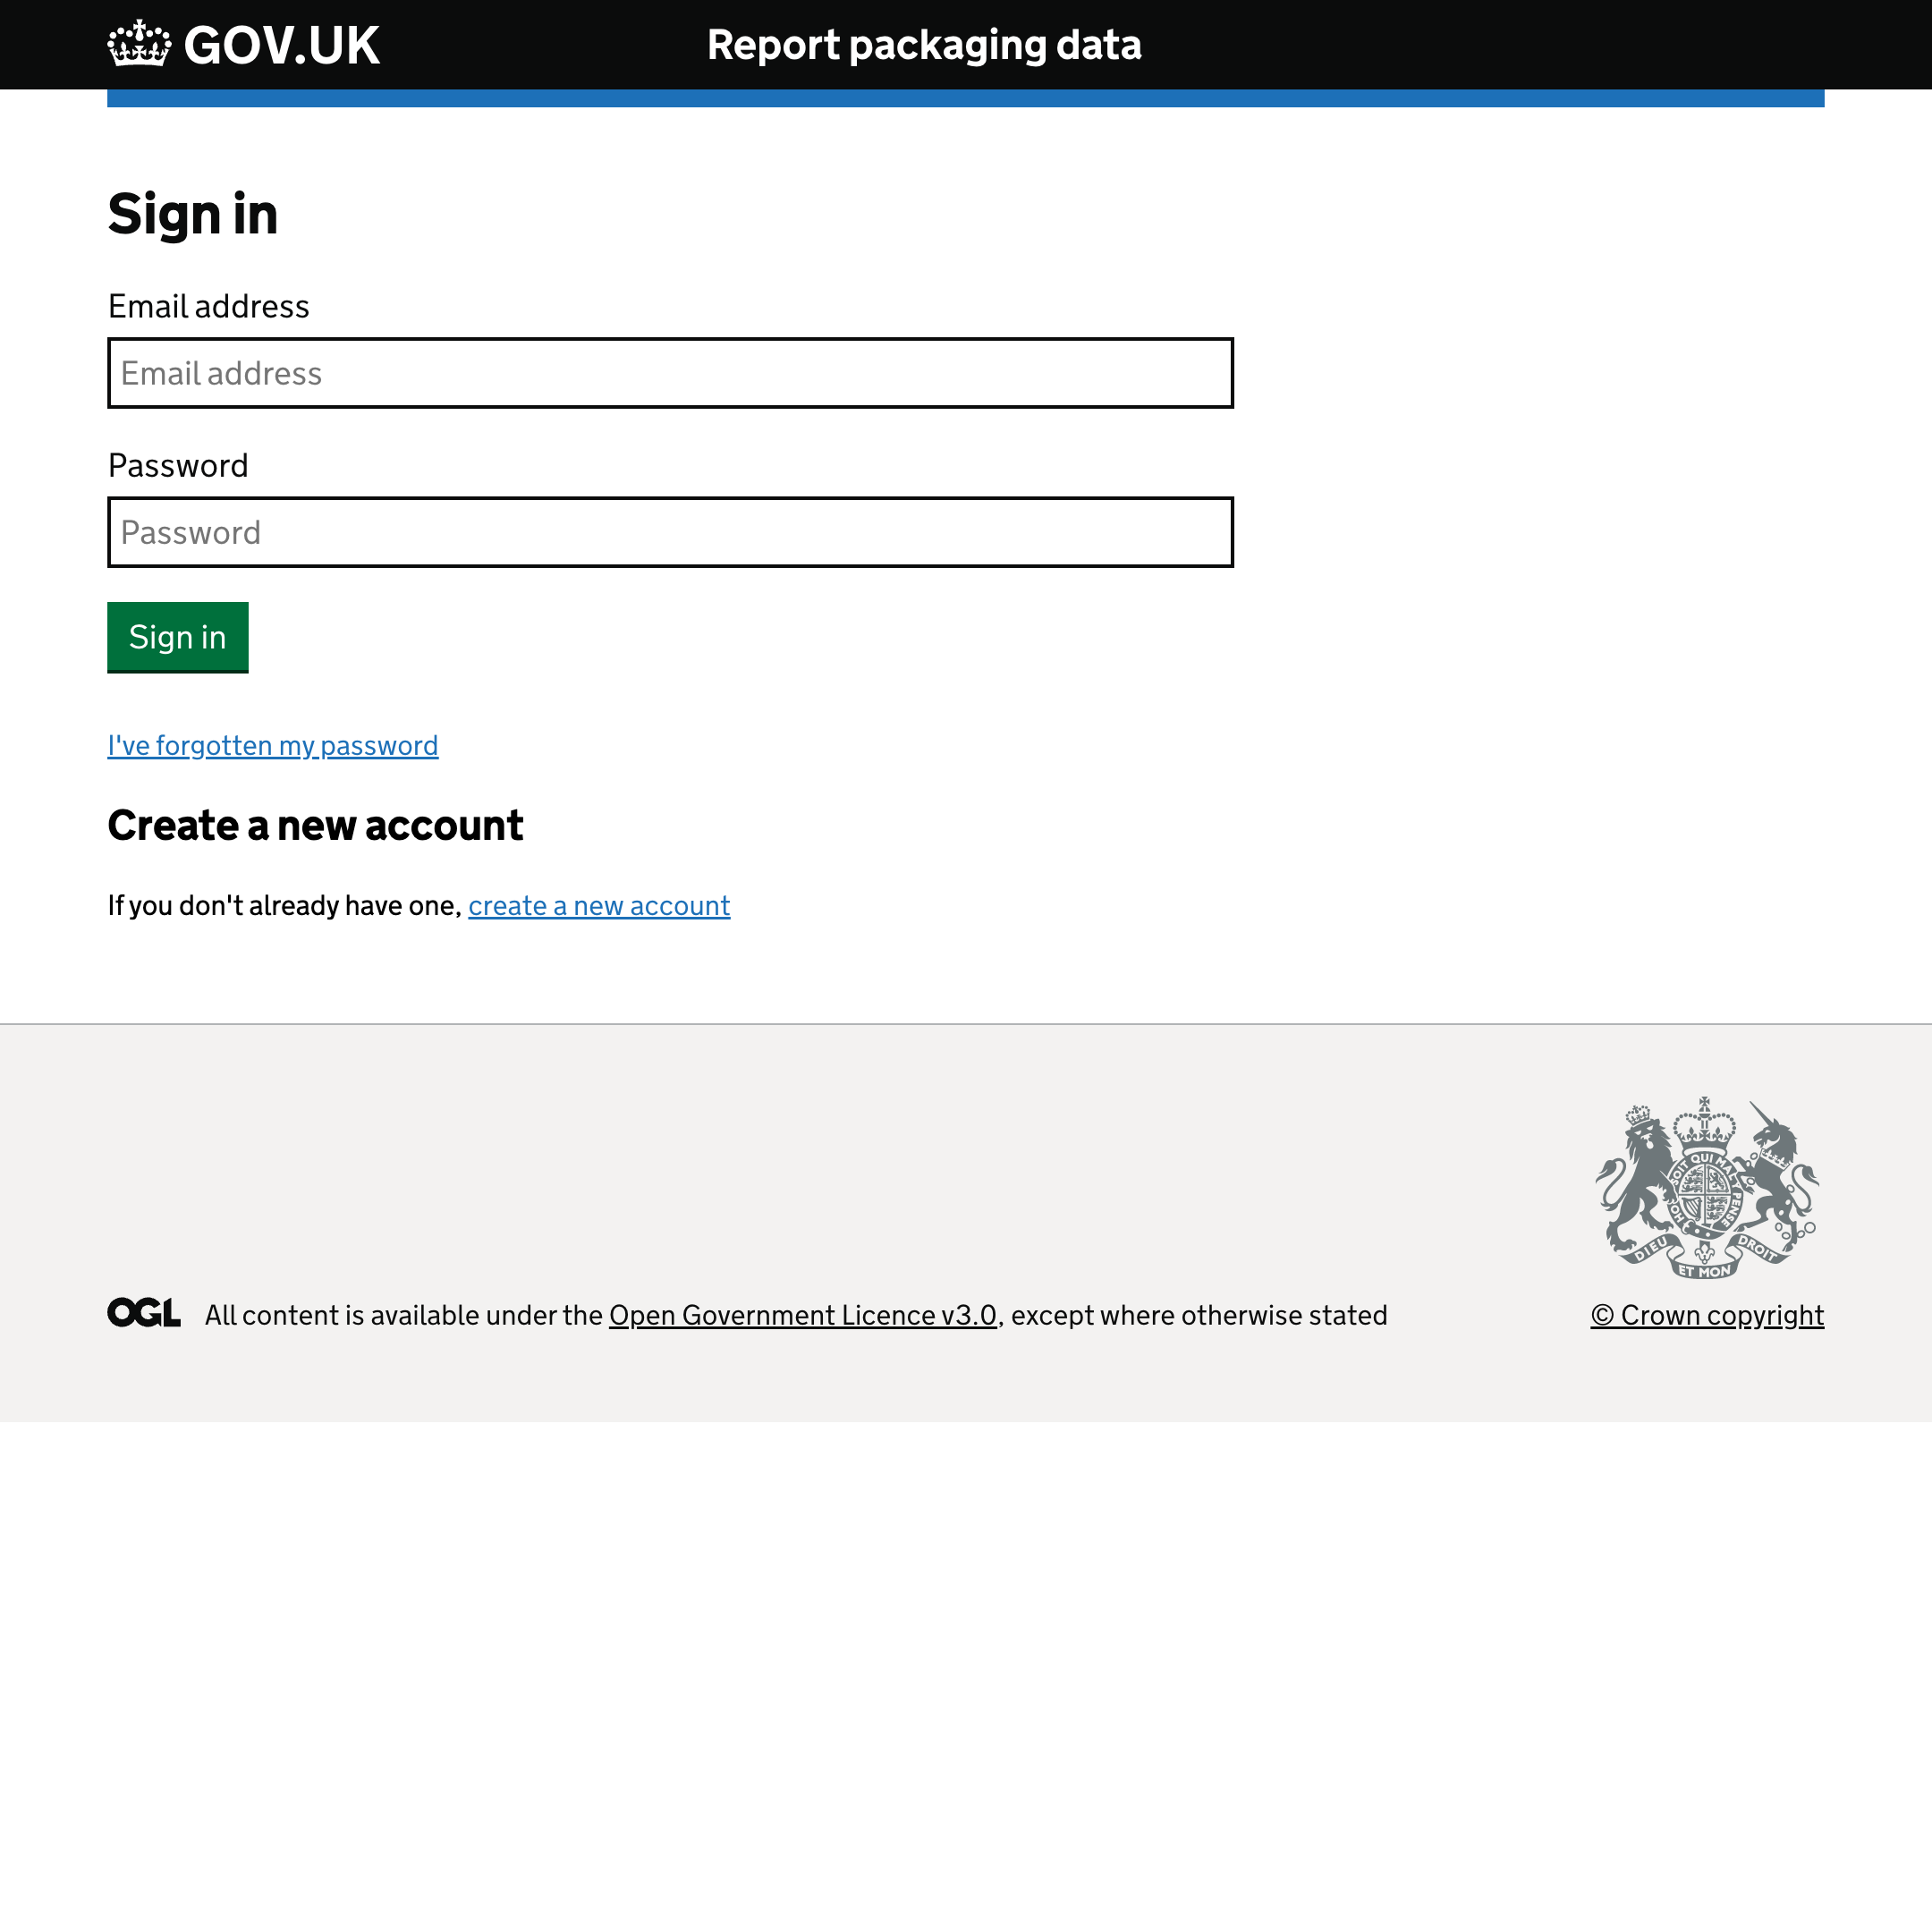 GOV.UK
Report packaging data
Sign in
Email address
Email address
Password
Password
Sign in
I've forgotten my password
Create a new account
If you don't already have one, create a new account
HONI SOIT QUI MAL Y PENSE
DIEU ET MON DROIT
OGL All content is available under the Open Government Licence v3.0, except where otherwise stated
© Crown copyright